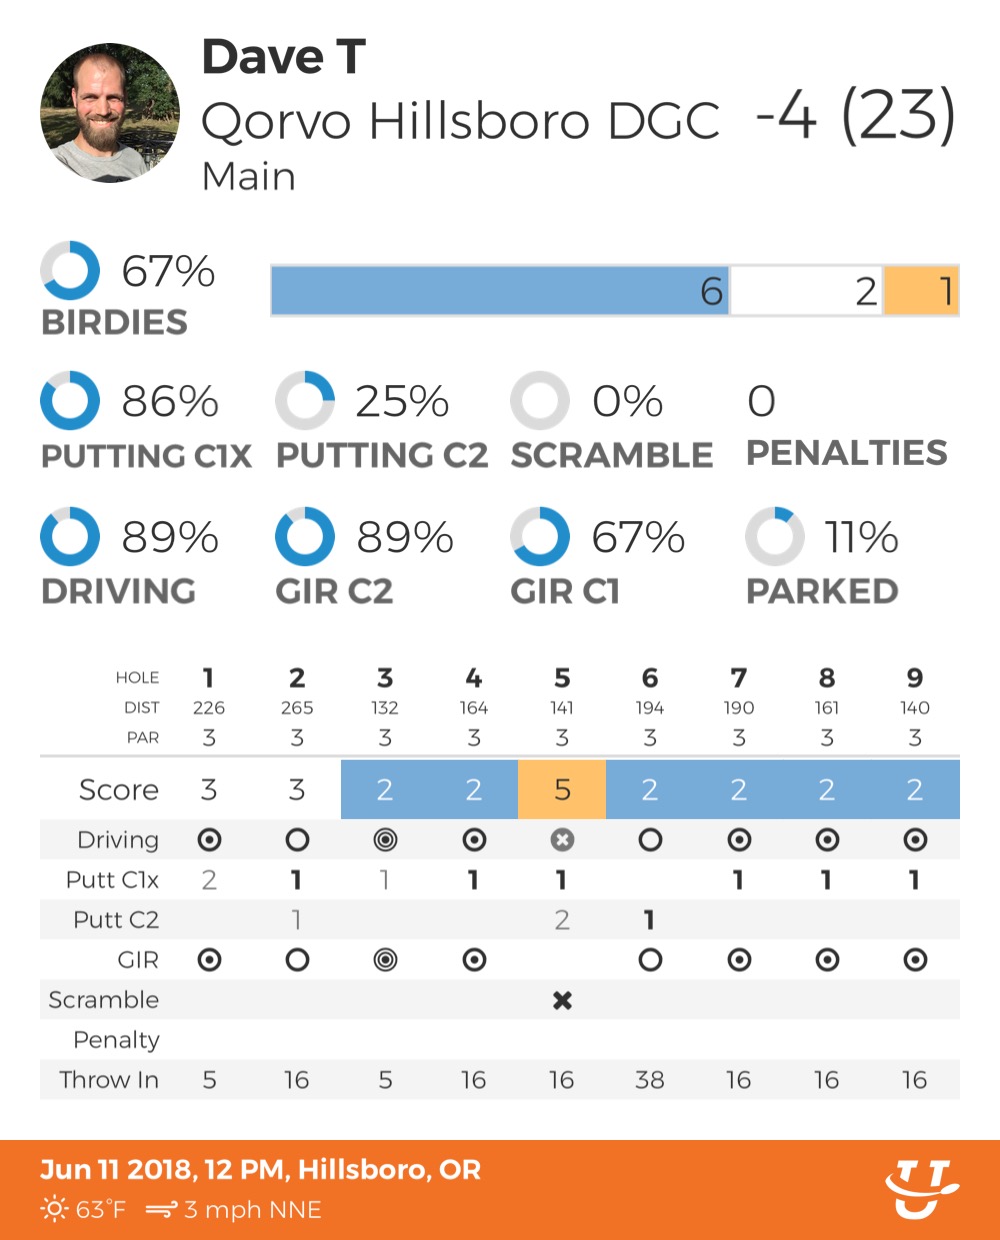 Dave T
Qorvo Hillsboro DGC -4 (23)
Main
67% 6 2 1
BIRDIES
86% 25% 0% 0
PUTTING C1X PUTTING C2 SCRAMBLE PENALTIES
89% 89% 67% 11%
DRIVING GIR C2 GIR C1 PARKED
HOLE 1 2 3 4 5 6 7 8 9
DIST 226 265 132 164 141 194 190 161 140
PAR 3 3 3 3 3 3 3 3 3
Score 3 3 2 2 5 2 2 2 2
Driving
Putt C1x 2 1 1 1 1 1 1 1
Putt C2 1 2 1
GIR
Scramble
Penalty
Throw In 5 16 5 16 16 38 16 16 16
Jun 11 2018, 12 PM, Hillsboro, OR
63°F 3 mph NNE